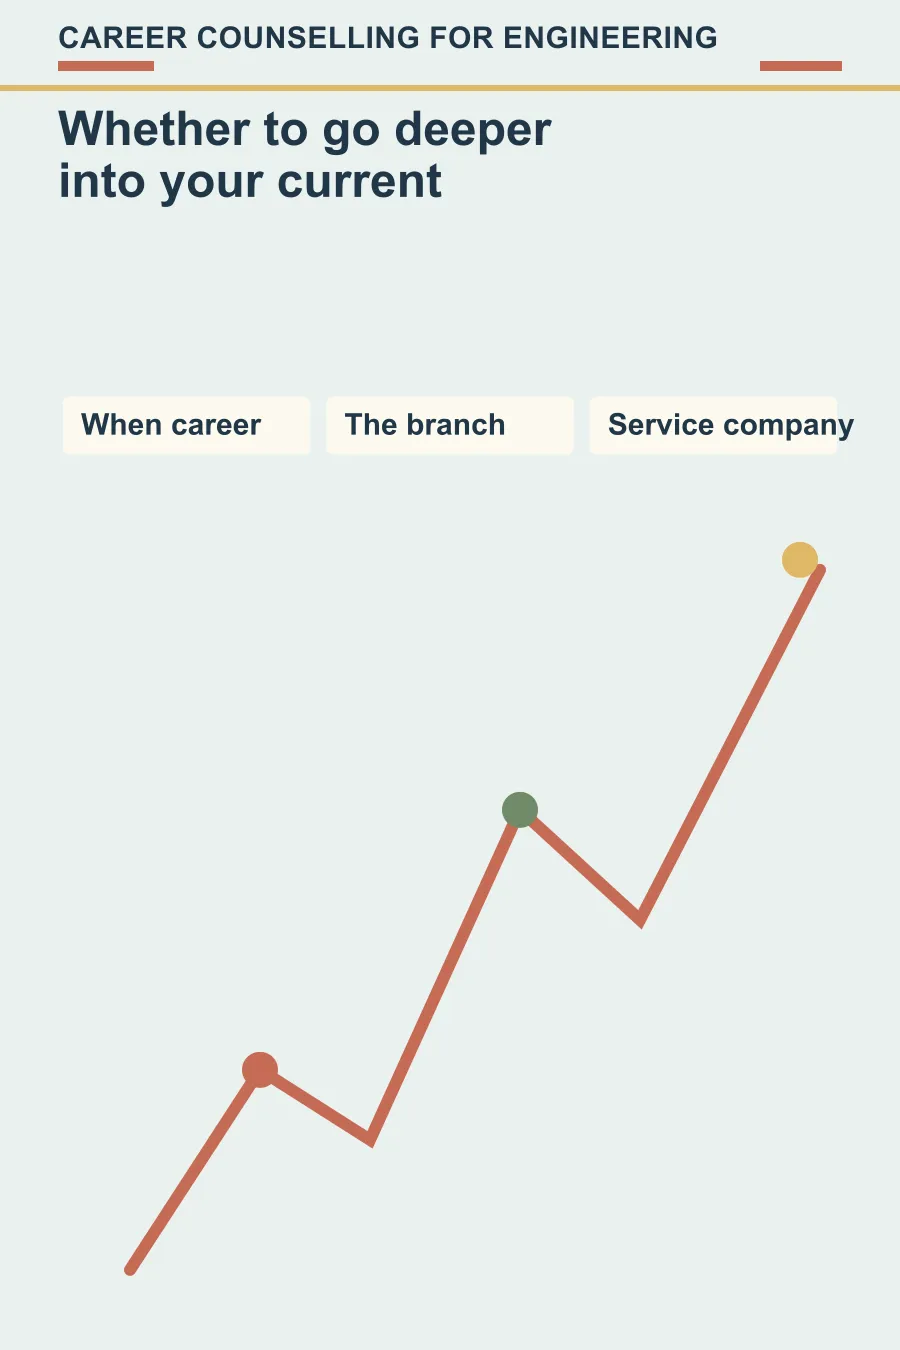 CAREER COUNSELLING FOR ENGINEERING
Whether to go deeper
into your current
When career
The branch
Service company